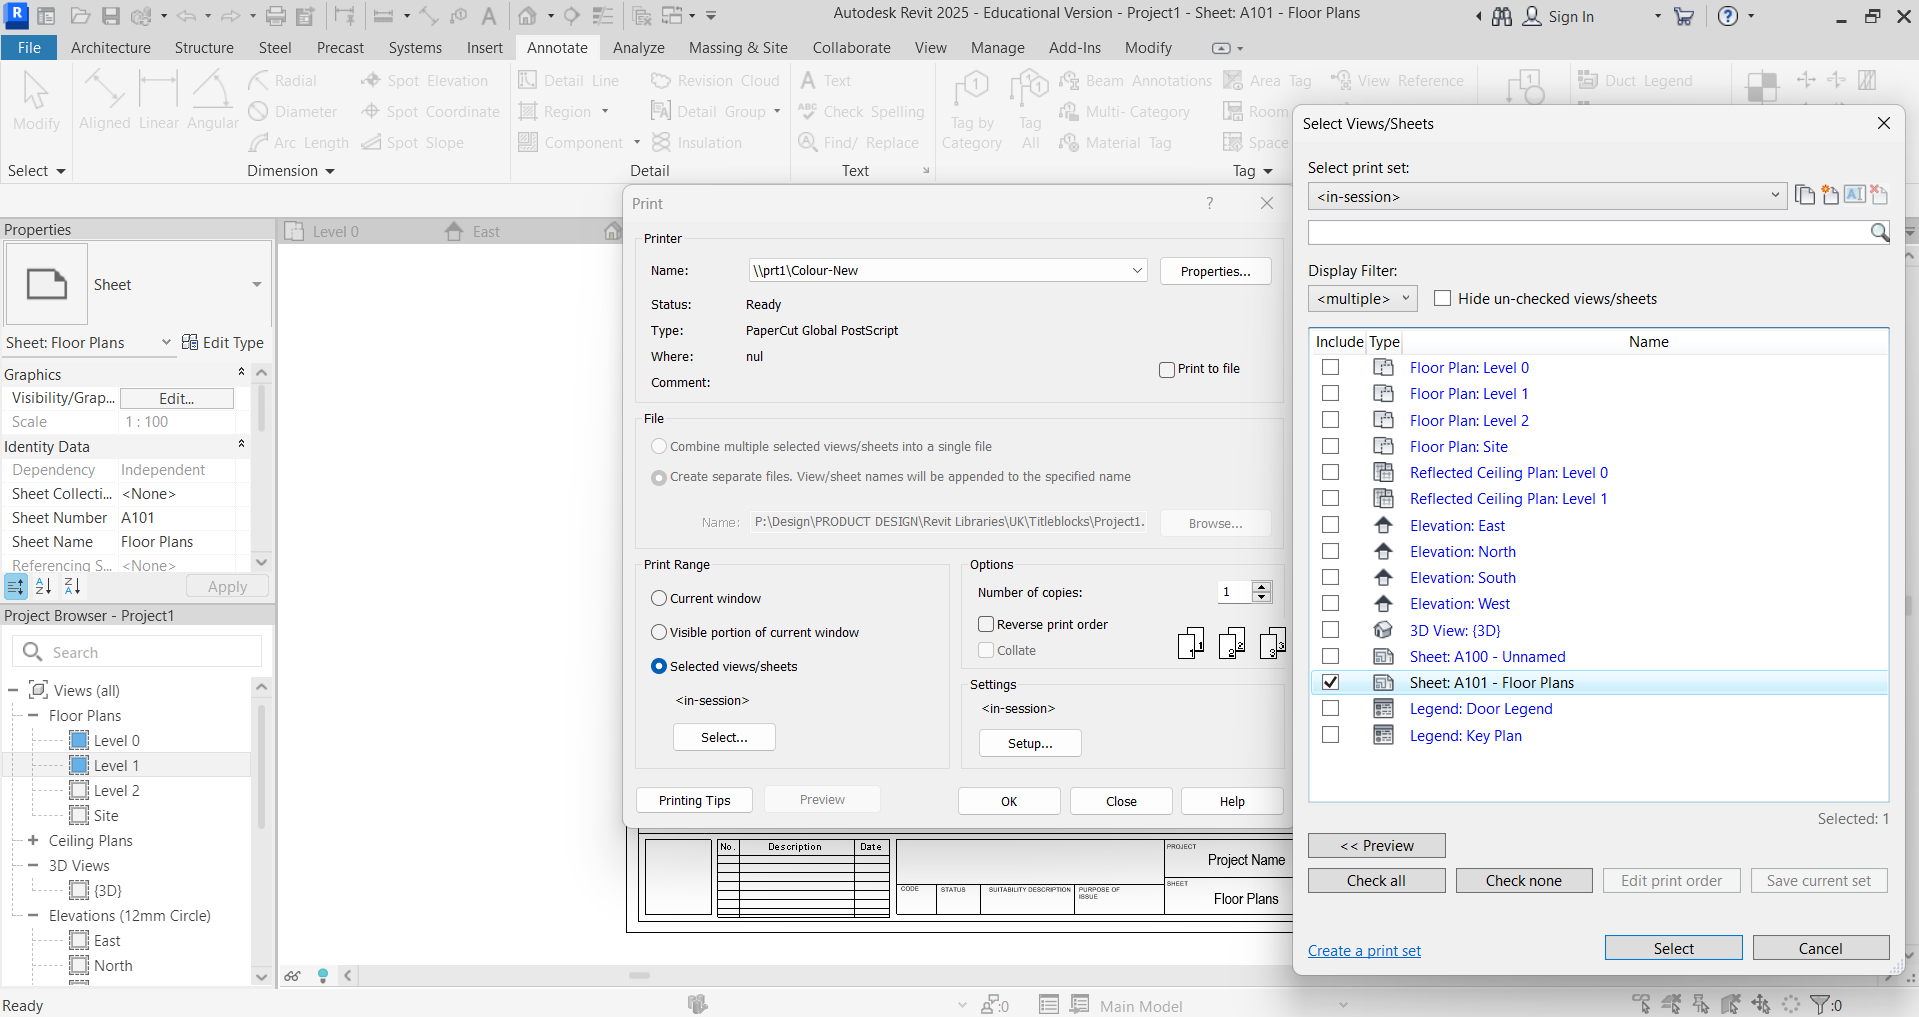 Autodesk Revit 2025 - Educational Version - Project1 - Sheet: A101 - Floor Plans
Sign In
File Architecture Structure Steel Precast Systems Insert Annotate Analyze Massing & Site Collaborate View Manage Add-Ins Modify
Modify
Aligned Linear Angular
Radial
Diameter
Arc Length
Spot Elevation
Spot Coordinate
Spot Slope
Detail Line
Region
Component
Revision Cloud
Detail Group
Insulation
Text
Check Spelling
Find/ Replace
Tag by Category
Tag All
Beam Annotations
Multi- Category
Material Tag
Area Tag
Room
Space
View Reference
Duct Legend
Select
Dimension
Detail
Text
Tag
Properties
Sheet
Sheet: Floor Plans
Edit Type
Graphics
Visibility/Grap... Edit...
Scale 1 : 100
Identity Data
Dependency Independent
Sheet Collecti... <None>
Sheet Number A101
Sheet Name Floor Plans
Referencing S... <None>
Apply
Project Browser - Project1
Search
Views (all)
Floor Plans
Level 0
Level 1
Level 2
Site
Ceiling Plans
3D Views
{3D}
Elevations (12mm Circle)
East
North
Level 0
East
Print
?
Printer
Name: \\prt1\Colour-New Properties...
Status: Ready
Type: PaperCut Global PostScript
Where: nul
Comment:
Print to file
File
Combine multiple selected views/sheets into a single file
Create separate files. View/sheet names will be appended to the specified name
Name: P:\Design\PRODUCT DESIGN\Revit Libraries\UK\Titleblocks\Project1. Browse...
Print Range
Current window
Visible portion of current window
Selected views/sheets
<in-session>
Select...
Options
Number of copies: 1
Reverse print order
Collate
1 1 2 2 3 3
Settings
<in-session>
Setup...
Printing Tips Preview OK Close Help
No. Description Date
CODE STATUS SUITABILITY DESCRIPTION PURPOSE OF ISSUE
PROJECT
Project Name
SHEET
Floor Plans
Select Views/Sheets
Select print set:
<in-session>
Display Filter:
<multiple> Hide un-checked views/sheets
Include Type Name
Floor Plan: Level 0
Floor Plan: Level 1
Floor Plan: Level 2
Floor Plan: Site
Reflected Ceiling Plan: Level 0
Reflected Ceiling Plan: Level 1
Elevation: East
Elevation: North
Elevation: South
Elevation: West
3D View: {3D}
Sheet: A100 - Unnamed
Sheet: A101 - Floor Plans
Legend: Door Legend
Legend: Key Plan
Selected: 1
<< Preview
Check all Check none Edit print order Save current set
Create a print set Select Cancel
Ready
:0
Main Model
:0